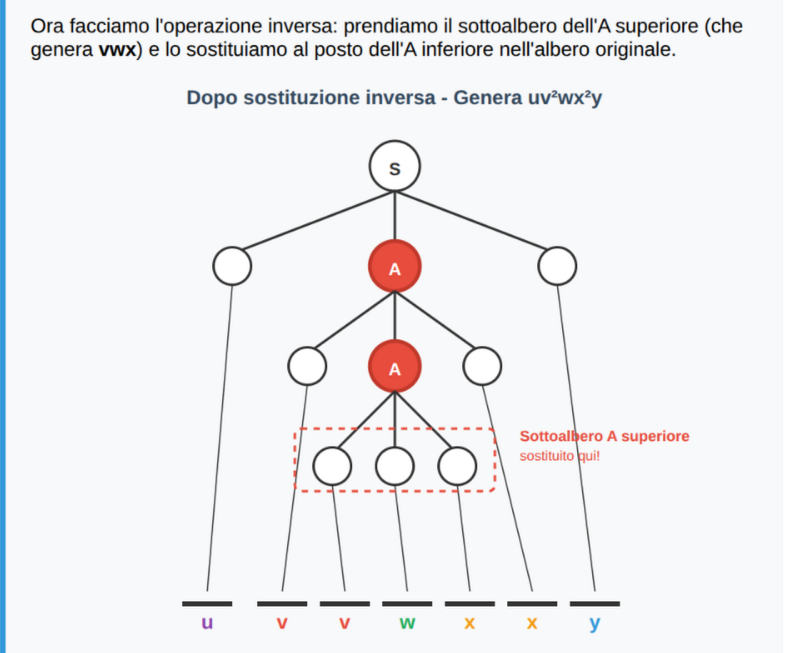 Ora facciamo l'operazione inversa: prendiamo il sottoalbero dell'A superiore (che
genera vwx) e lo sostituiamo al posto dell'A inferiore nell'albero originale.
Dopo sostituzione inversa - Genera uv²wx²y
S
A
A
Sottoalbero A superiore
sostituito qui!
u v v w x x y